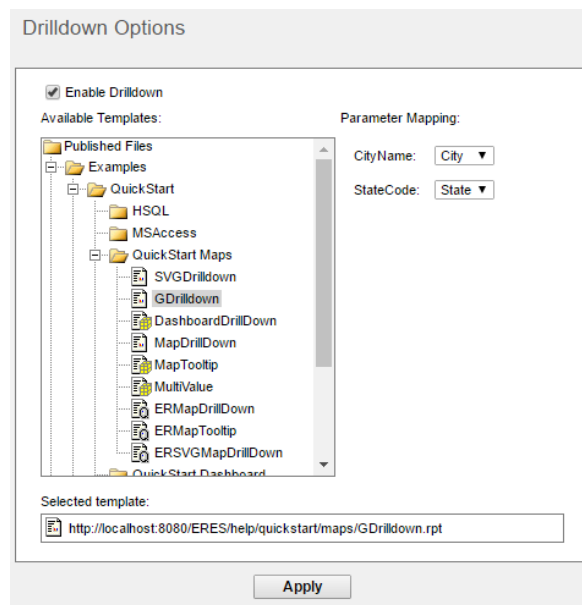 Drilldown Options
Enable Drilldown
Available Templates:
Parameter Mapping:
Published Files
Examples
QuickStart
HSQL
MSAccess
QuickStart Maps
SVGDrilldown
GDrilldown
DashboardDrillDown
MapDrillDown
MapTooltip
MultiValue
ERMapDrillDown
ERMapTooltip
ERSVGMapDrillDown
QuickStart Dashboard
CityName: City
StateCode: State
Selected template:
http://localhost:8080/ERES/help/quickstart/maps/GDrilldown.rpt
Apply